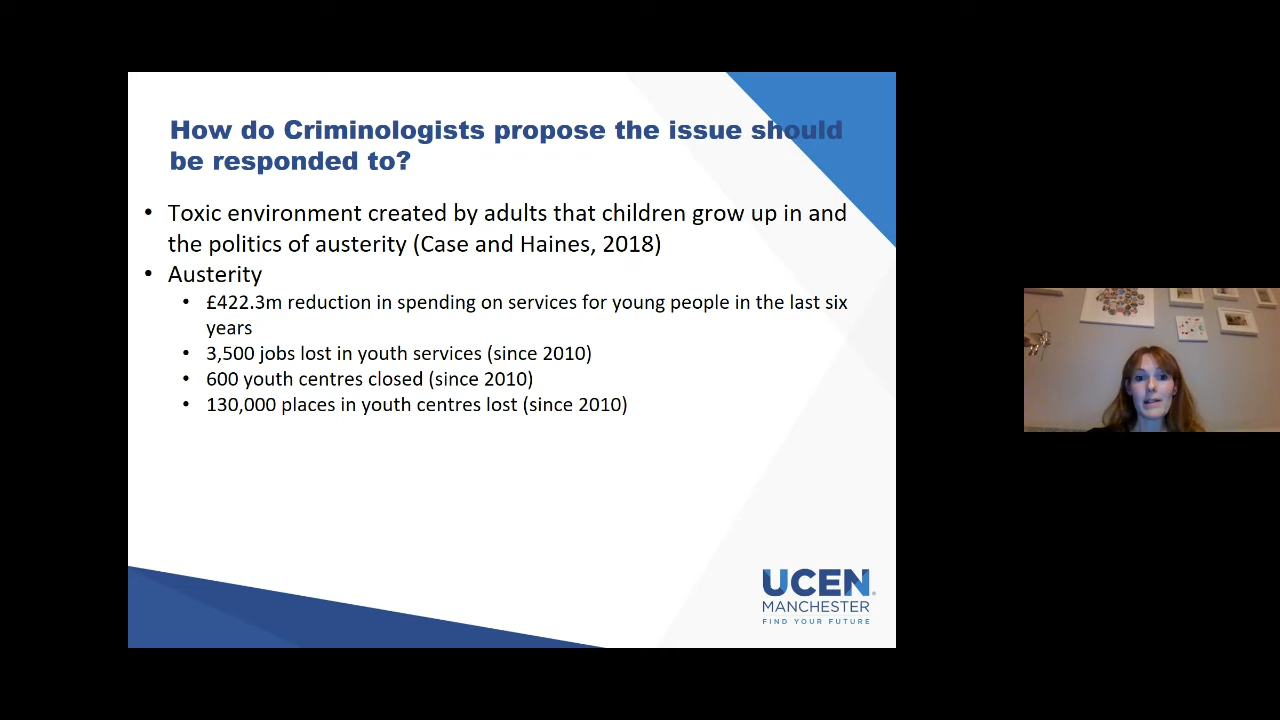 How do Criminologists propose the issue should
be responded to?
• Toxic environment created by adults that children grow up in and
the politics of austerity (Case and Haines, 2018)
• Austerity
• £422.3m reduction in spending on services for young people in the last six
years
• 3,500 jobs lost in youth services (since 2010)
• 600 youth centres closed (since 2010)
• 130,000 places in youth centres lost (since 2010)
UCEN
MANCHESTER
FIND YOUR FUTURE